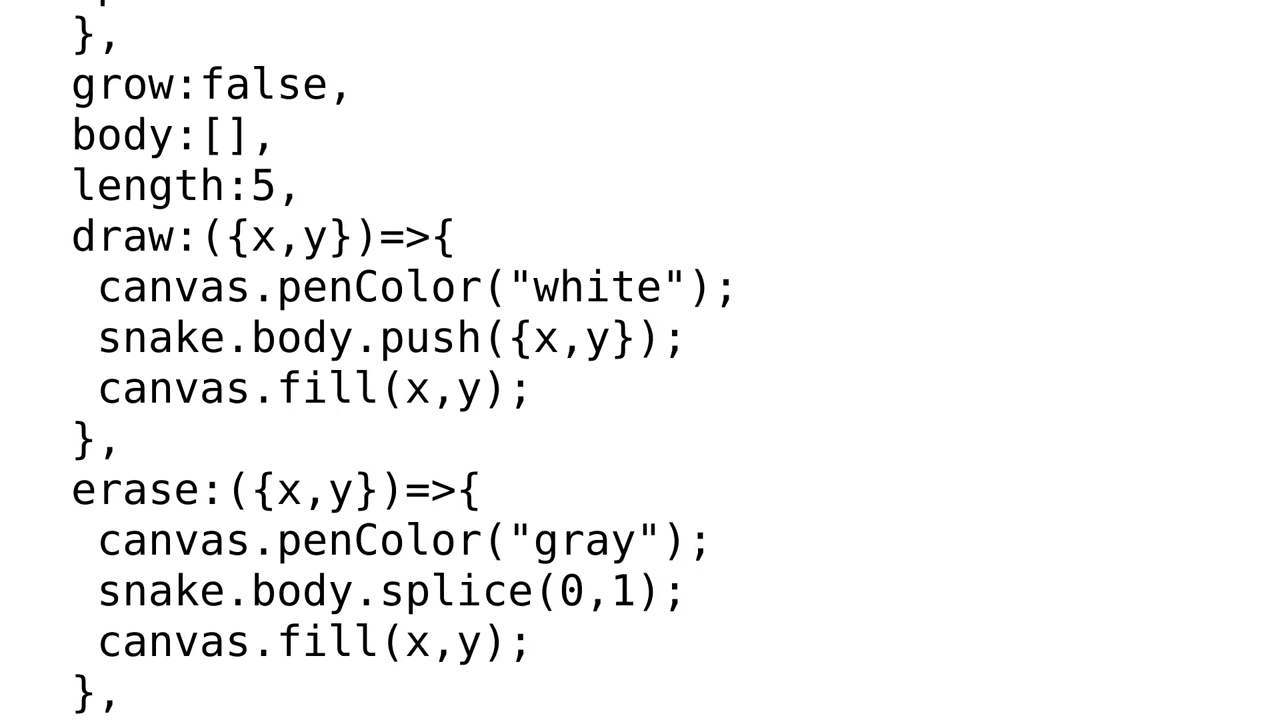 },
grow:false,
body:[],
length:5,
draw:({x,y})=>{
canvas.penColor("white");
snake.body.push({x,y});
canvas.fill(x,y);
},
erase:({x,y})=>{
canvas.penColor("gray");
snake.body.splice(0,1);
canvas.fill(x,y);
},